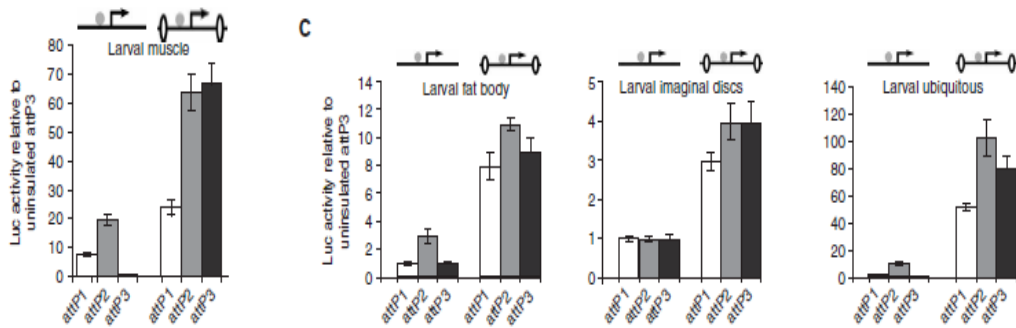 C
Larval muscle
Luc activity relative to
uninsulated attP3
80
70
60
50
40
30
20
10
0
attP1
attP2
attP3
attP1
attP2
attP3
Larval fat body
Luc activity relative to
uninsulated attP3
14
12
10
8
6
4
2
0
attP1
attP2
attP3
attP1
attP2
attP3
Larval imaginal discs
5
4
3
2
1
0
attP1
attP2
attP3
attP1
attP2
attP3
Larval ubiquitous
140
120
100
80
60
40
20
0
attP1
attP2
attP3
attP1
attP2
attP3